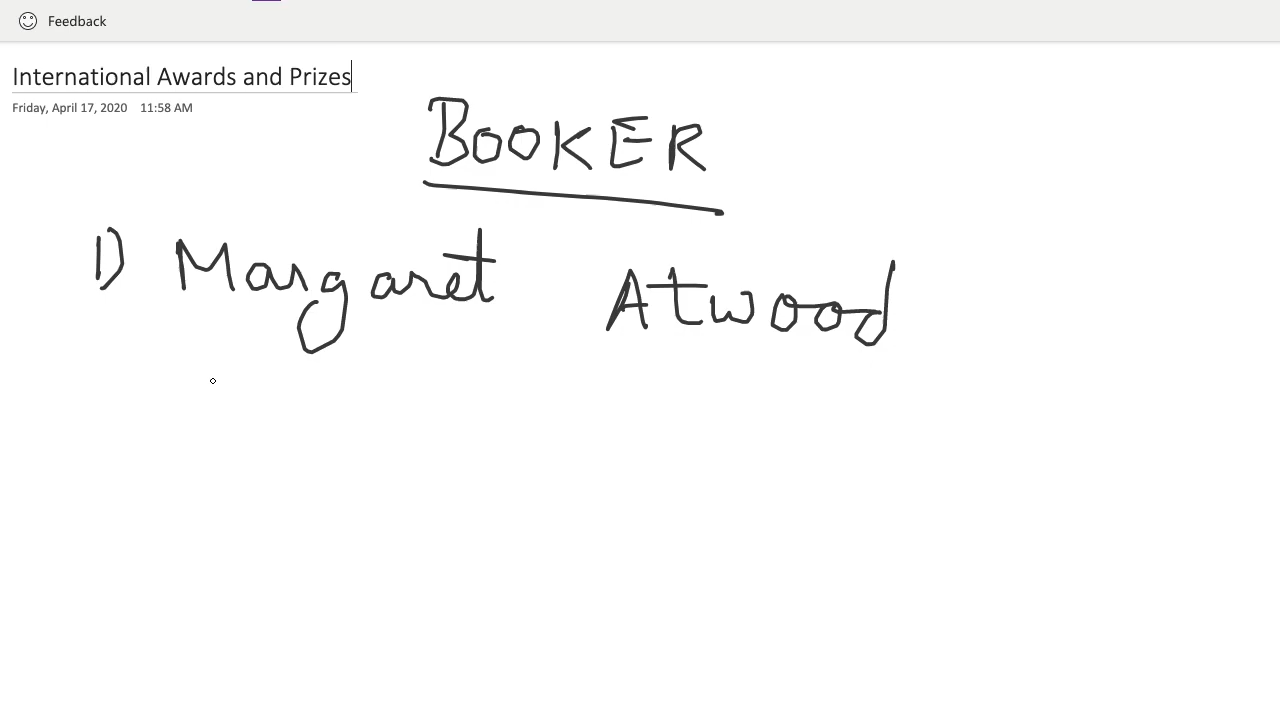 Feedback
International Awards and Prizes
Friday, April 17, 2020 11:58 AM
BOOKER
1) Margaret Atwood